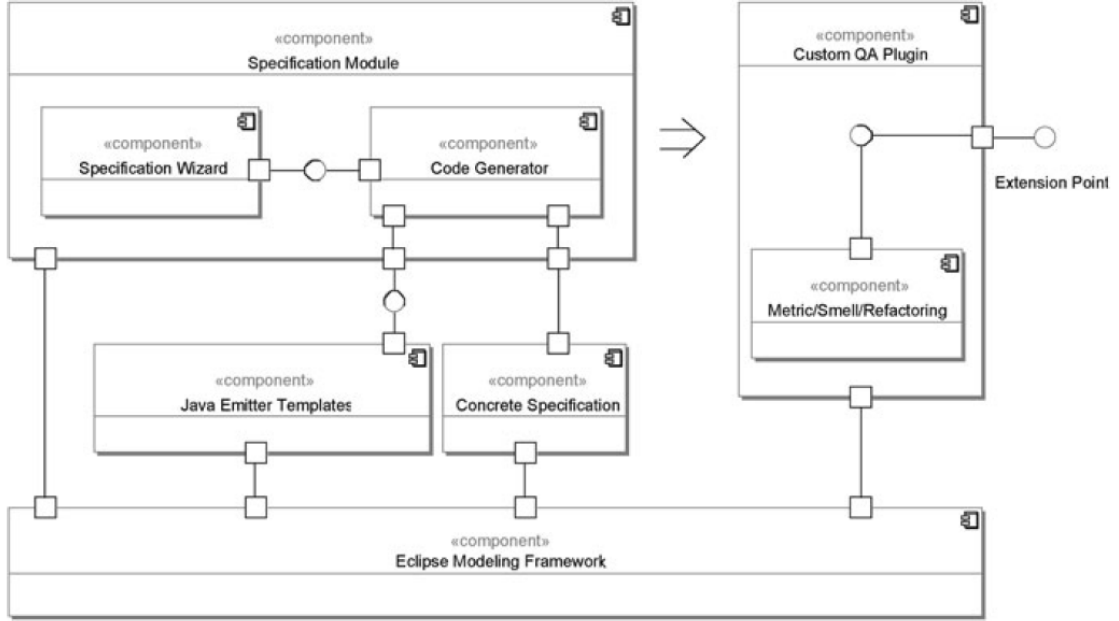 «component»
Specification Module
«component»
Specification Wizard
«component»
Code Generator
«component»
Custom QA Plugin
Extension Point
«component»
Metric/Smell/Refactoring
«component»
Java Emitter Templates
«component»
Concrete Specification
«component»
Eclipse Modeling Framework